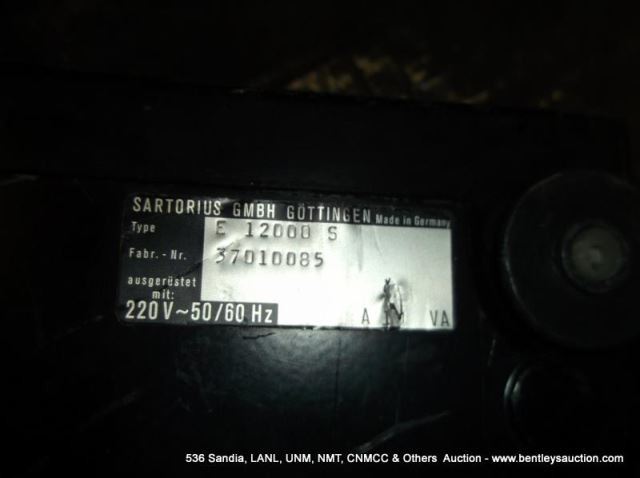 SARTORIUS GMBH GÖTTINGEN Made in Germany
Type E 12000 S
Fabr.-Nr. 37010085
ausgerüstet
mit:
220V~50/60 Hz A VA
536 Sandia, LANL, UNM, NMT, CNMCC & Others Auction - www.bentleysauction.com